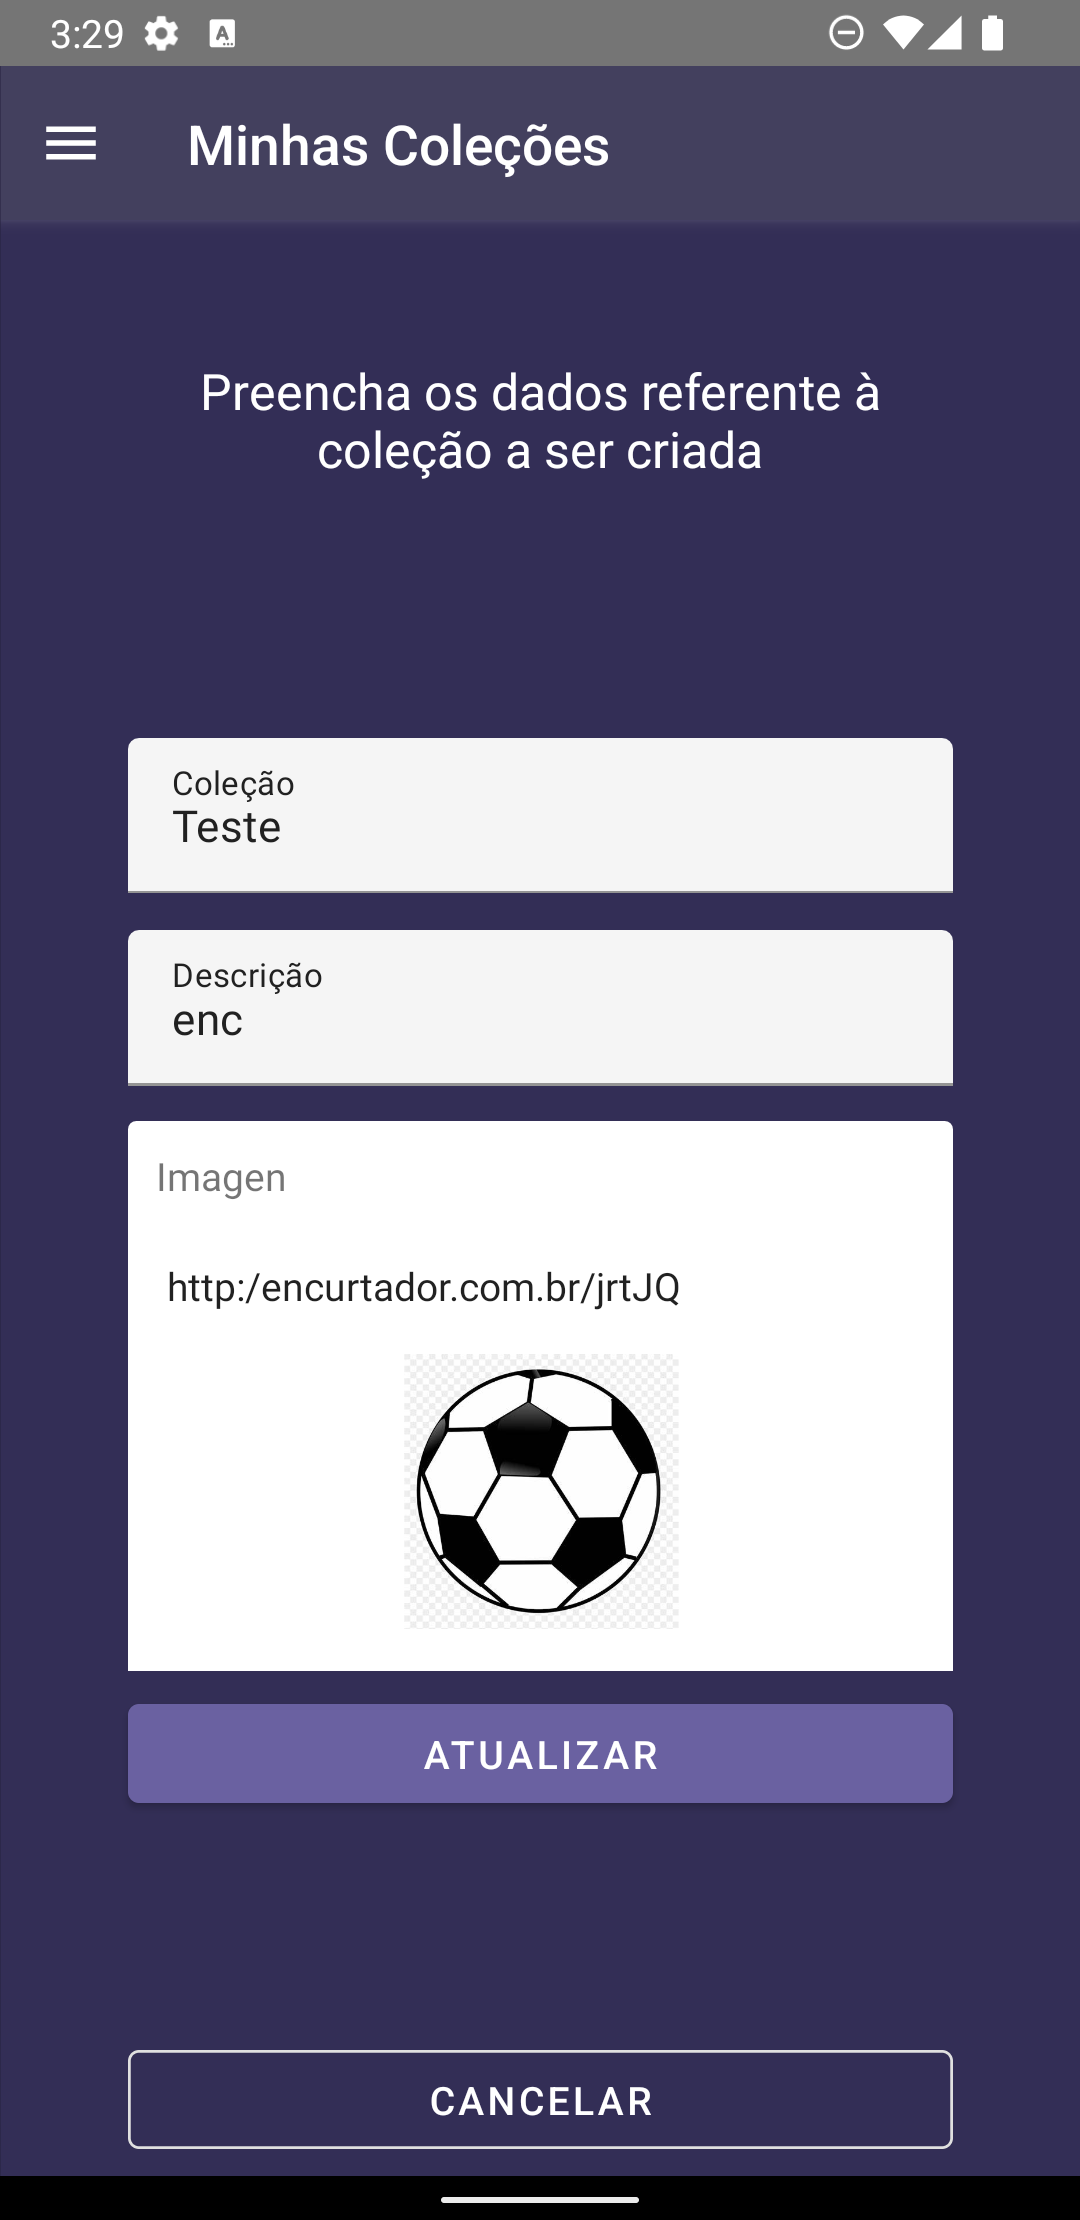 3:29
Minhas Coleções
Preencha os dados referente à
coleção a ser criada
Coleção
Teste
Descrição
enc
Imagen
http:/encurtador.com.br/jrtJQ
ATUALIZAR
CANCELAR